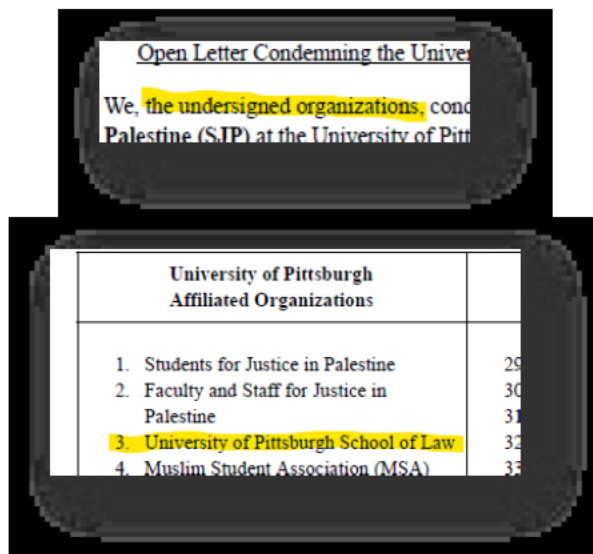 Open Letter Condemning the Univer
We, the undersigned organizations, cond
Palestine (SJP) at the University of Pitt
University of Pittsburgh
Affiliated Organizations
1. Students for Justice in Palestine 29
2. Faculty and Staff for Justice in 30
Palestine 31
3. University of Pittsburgh School of Law 32
4. Muslim Student Association (MSA) 33